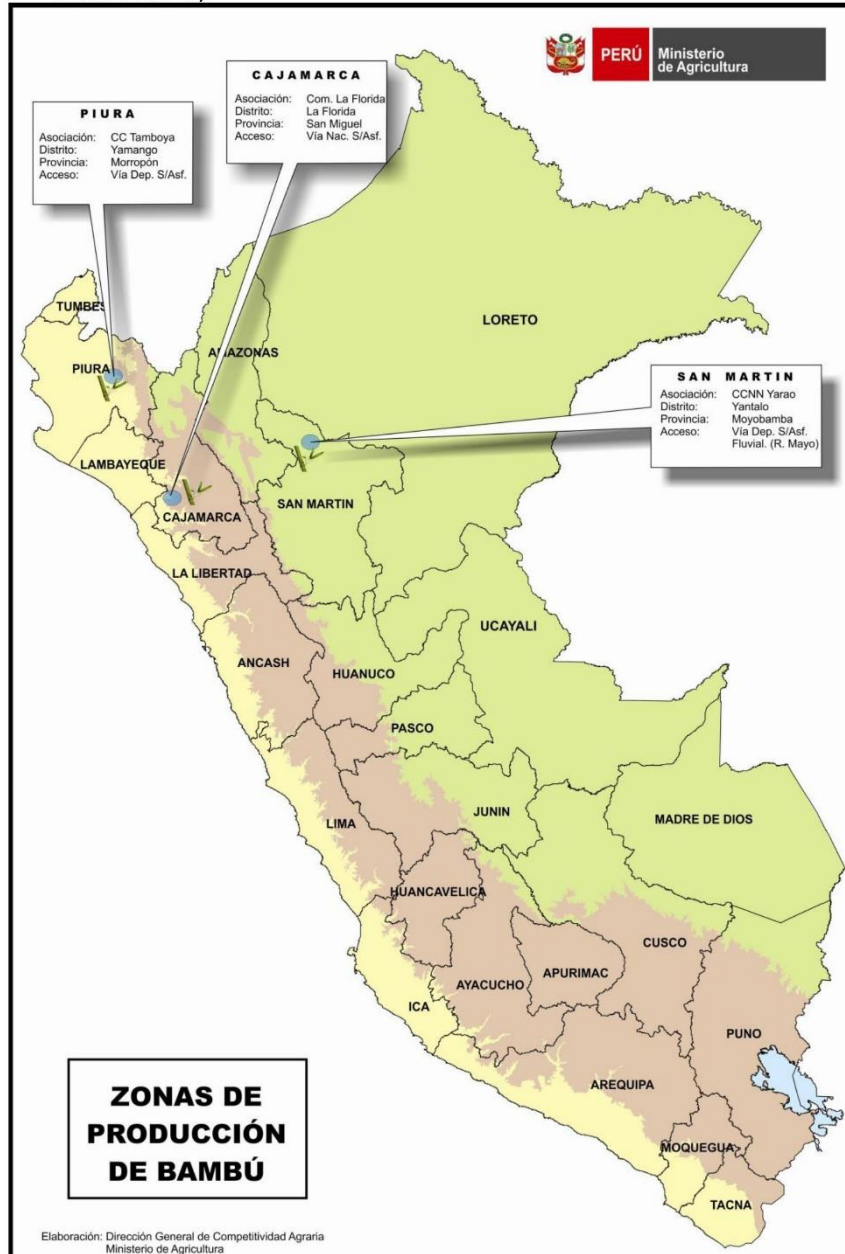 PERÚ
Ministerio
de Agricultura
CAJAMARCA
Asociación: Com. La Florida
Distrito: La Florida
Provincia: San Miguel
Acceso: Vía Nac. S/Asf.
PIURA
Asociación: CC Tamboya
Distrito: Yamango
Provincia: Morropón
Acceso: Vía Dep. S/Asf.
SAN MARTIN
Asociación: CCNN Yarao
Distrito: Yantalo
Provincia: Moyobamba
Acceso: Vía Dep. S/Asf.
Fluvial. (R. Mayo)
TUMBES
LORETO
AMAZONAS
PIURA
LAMBAYEQUE
SAN MARTIN
CAJAMARCA
LA LIBERTAD
UCAYALI
ANCASH
HUANUCO
PASCO
JUNIN
MADRE DE DIOS
LIMA
HUANCAVELICA
CUSCO
APURIMAC
AYACUCHO
ICA
PUNO
AREQUIPA
MOQUEGUA
TACNA
ZONAS DE
PRODUCCIÓN
DE BAMBÚ
Elaboración: Dirección General de Competitividad Agraria
Ministerio de Agricultura